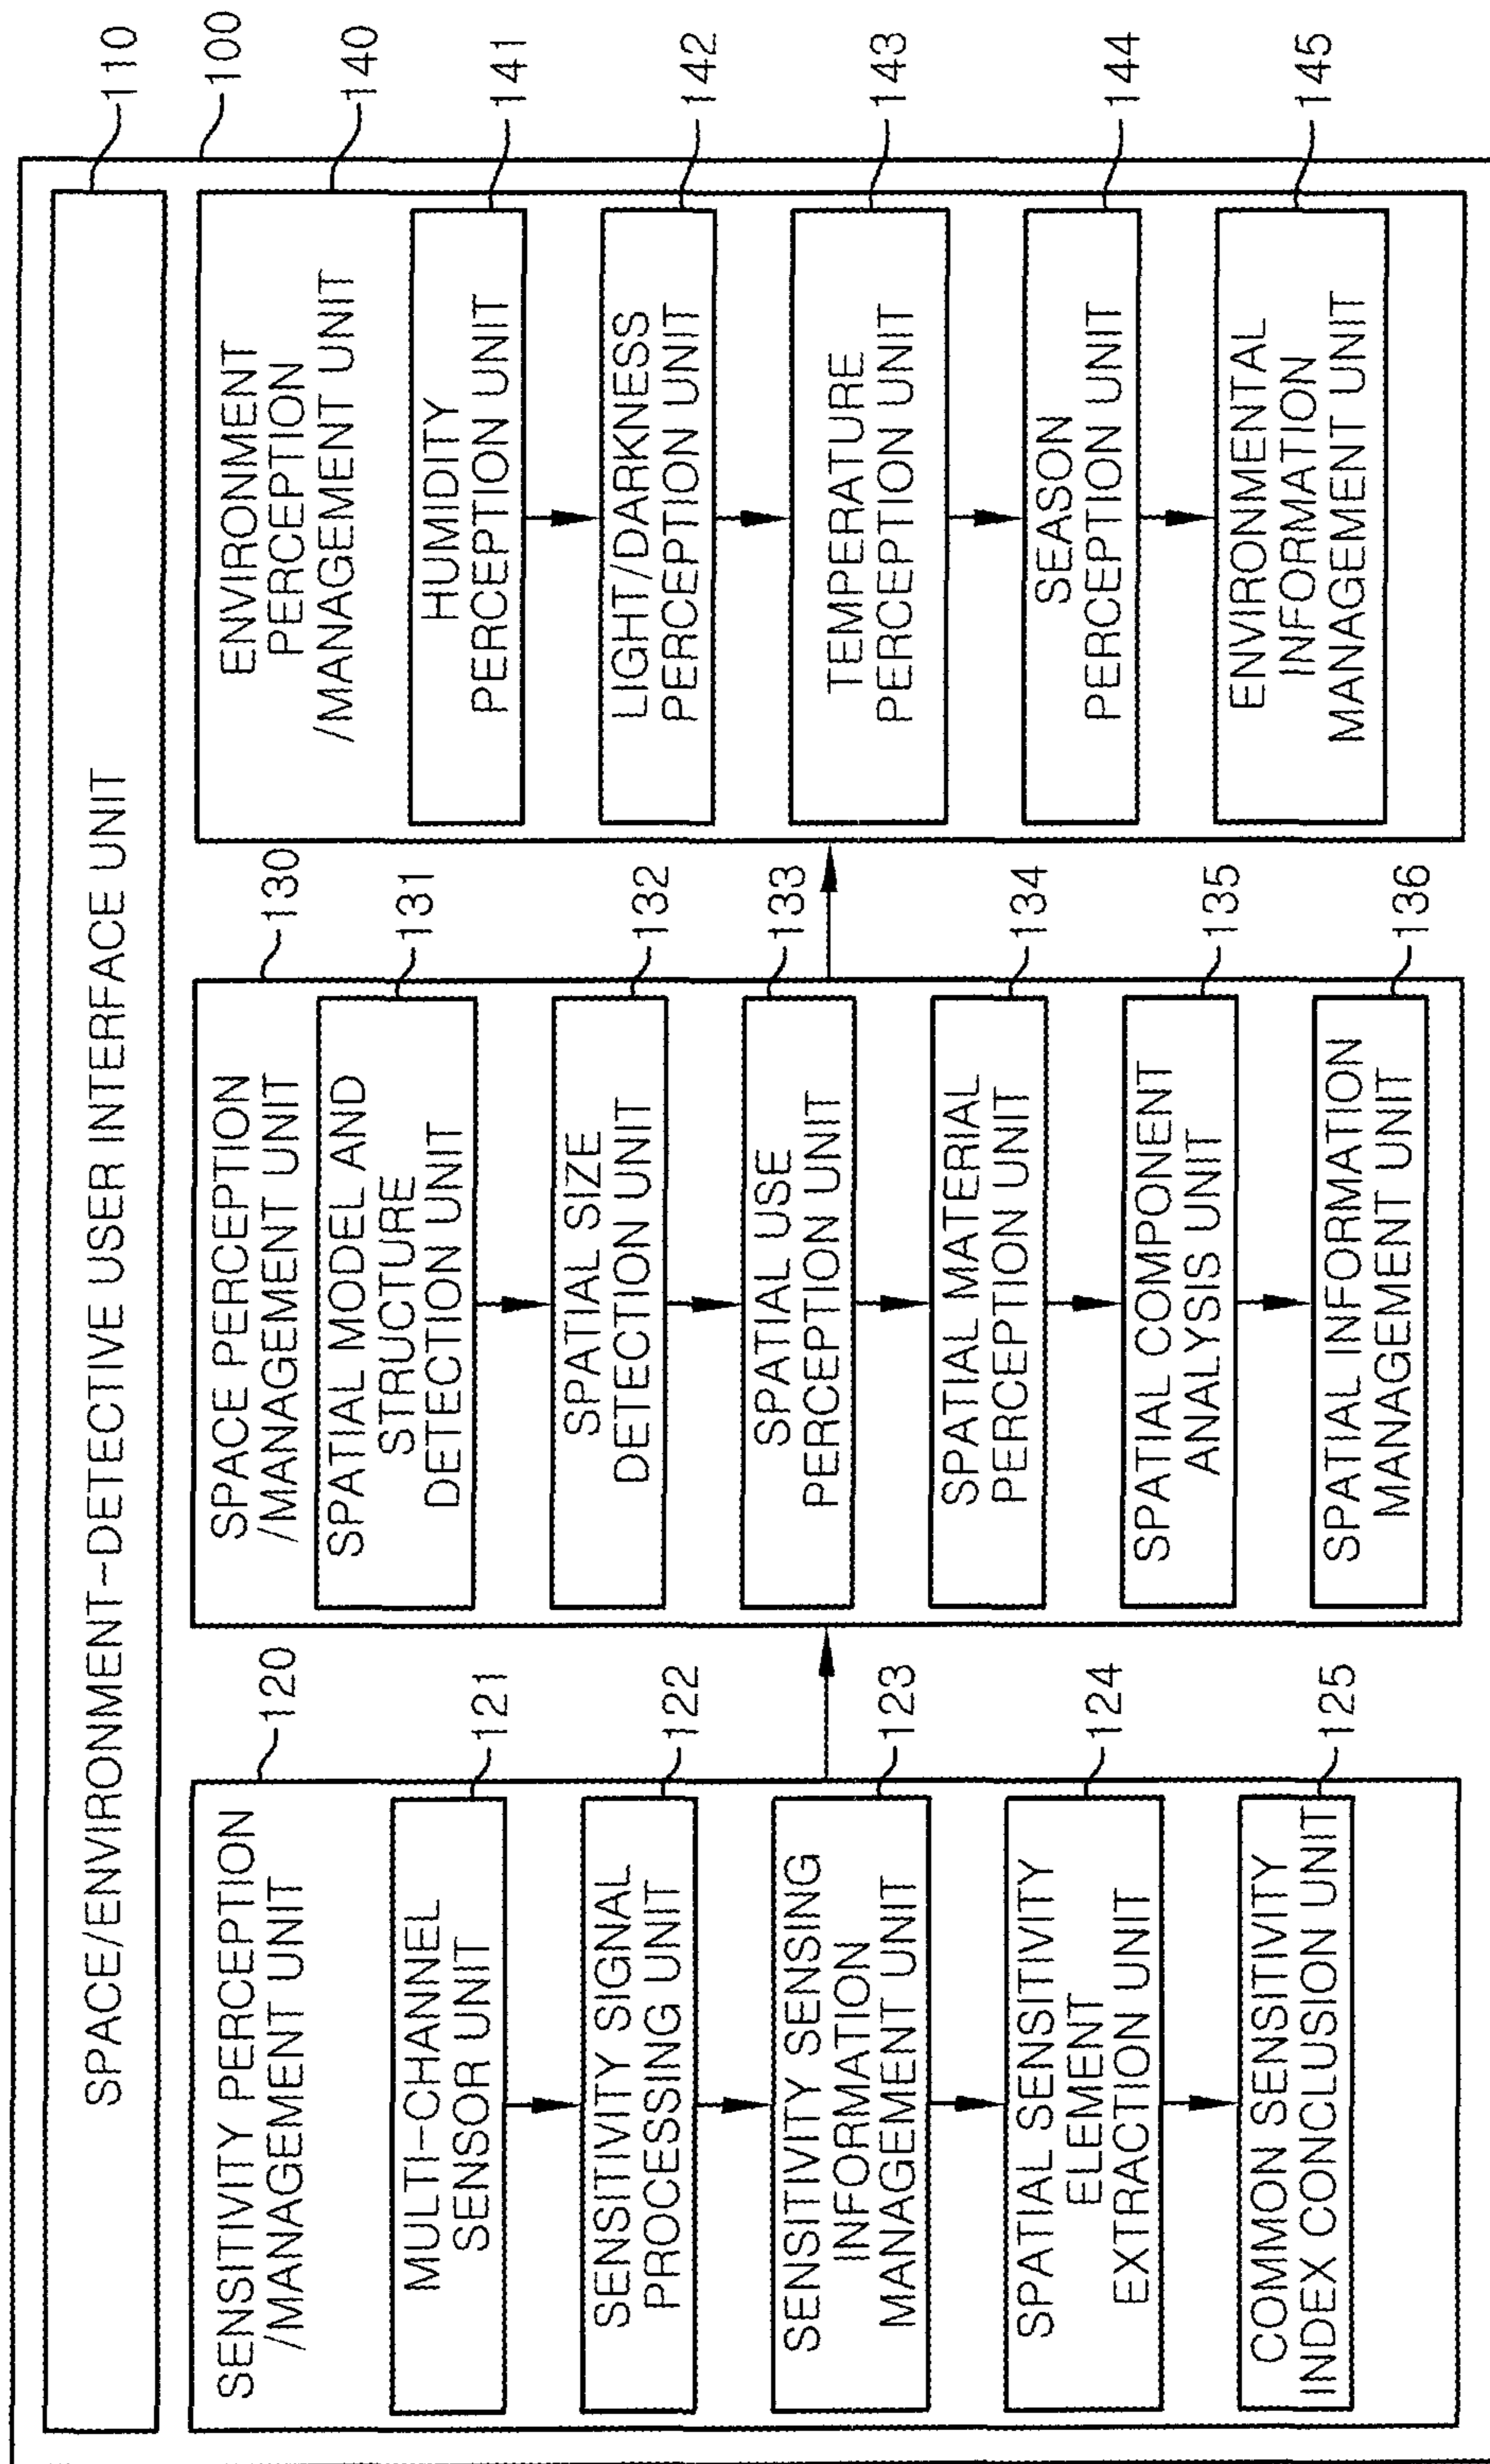 SPACE/ENVIRONMENT-DETECTIVE USER INTERFACE UNIT
110
100
SENSITIVITY PERCEPTION
/MANAGEMENT UNIT
120
MULTI-CHANNEL
SENSOR UNIT
121
SENSITIVITY SIGNAL
PROCESSING UNIT
122
SENSITIVITY SENSING
INFORMATION
MANAGEMENT UNIT
123
SPATIAL SENSITIVITY
ELEMENT
EXTRACTION UNIT
124
COMMON SENSITIVITY
INDEX CONCLUSION UNIT
125
SPACE PERCEPTION
/MANAGEMENT UNIT
130
SPATIAL MODEL AND
STRUCTURE
DETECTION UNIT
131
SPATIAL SIZE
DETECTION UNIT
132
SPATIAL USE
PERCEPTION UNIT
133
SPATIAL MATERIAL
PERCEPTION UNIT
134
SPATIAL COMPONENT
ANALYSIS UNIT
135
SPATIAL INFORMATION
MANAGEMENT UNIT
136
ENVIRONMENT
PERCEPTION
/MANAGEMENT UNIT
140
HUMIDITY
PERCEPTION UNIT
141
LIGHT/DARKNESS
PERCEPTION UNIT
142
TEMPERATURE
PERCEPTION UNIT
143
SEASON
PERCEPTION UNIT
144
ENVIRONMENTAL
INFORMATION
MANAGEMENT UNIT
145